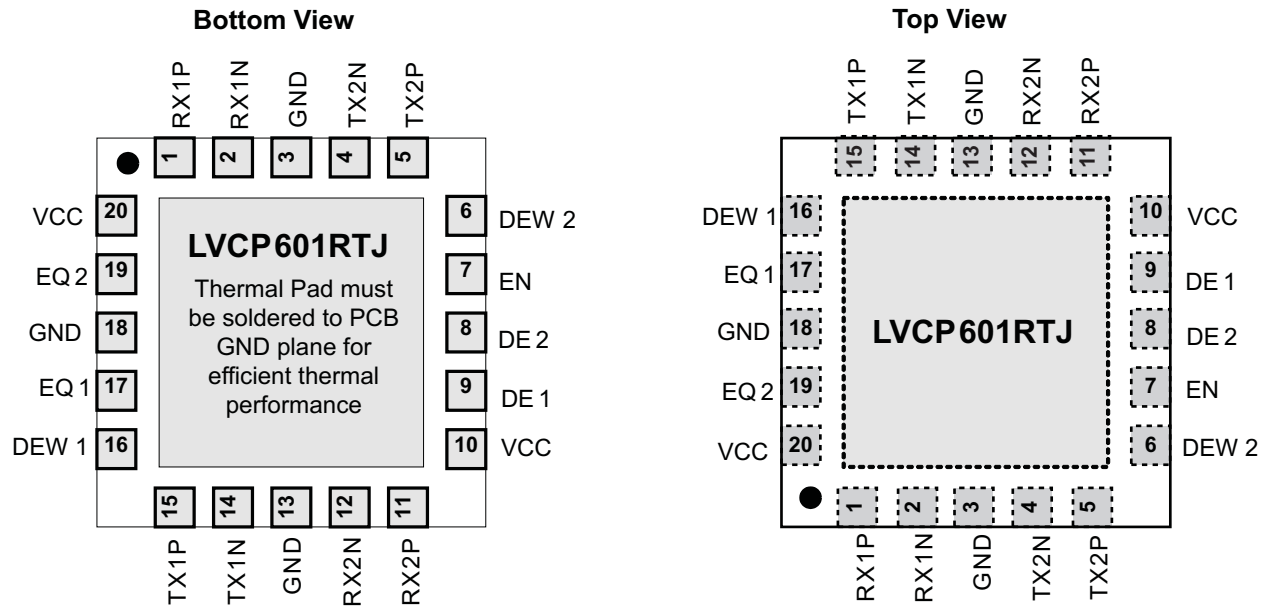 Bottom View
RX1P
RX1N
GND
TX2N
TX2P
1
2
3
4
5
VCC
20
EQ 2
19
GND
18
EQ 1
17
DEW 1
16
LVCP601RTJ
Thermal Pad must
be soldered to PCB
GND plane for
efficient thermal
performance
6
DEW 2
7
EN
8
DE 2
9
DE 1
10
VCC
15
14
13
12
11
TX1P
TX1N
GND
RX2N
RX2P
Top View
TX1P
TX1N
GND
RX2N
RX2P
15
14
13
12
11
DEW 1
16
EQ 1
17
GND
18
EQ 2
19
VCC
20
LVCP601RTJ
10
VCC
9
DE 1
8
DE 2
7
EN
6
DEW 2
1
2
3
4
5
RX1P
RX1N
GND
TX2N
TX2P